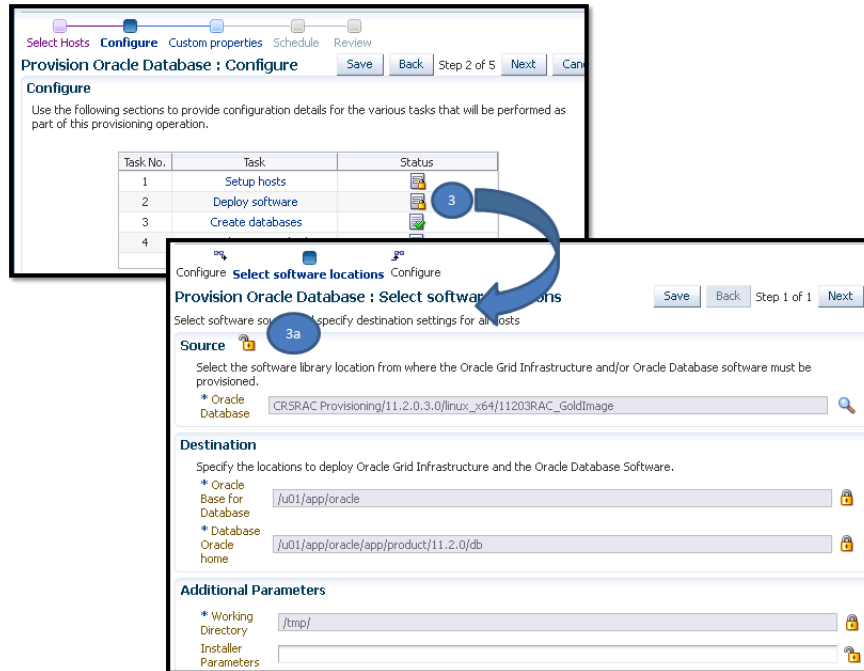 Select Hosts Configure Custom properties Schedule Review
Provision Oracle Database : Configure Save Back Step 2 of 5 Next
Configure
Use the following sections to provide configuration details for the various tasks that will be performed as
part of this provisioning operation.
Task No. Task Status
1 Setup hosts
2 Deploy software
3
3 Create databases
4
Configure Select software locations Configure
Provision Oracle Database : Select Save Back Step 1 of 1 Next
Select software specify destination settings for all
3a
Source
Select the software library location from where the Oracle Grid Infrastructure and/or Oracle Database software must be
provisioned.
* Oracle
Database
CRSRAC Provisioning/11.2.0.3.0/linux_x64/11203RAC_GoldImage
Destination
Specify the locations to deploy Oracle Grid Infrastructure and the Oracle Database Software.
* Oracle
Base for
Database
/u01/app/oracle
* Database
Oracle
home
/u01/app/oracle/app/product/11.2.0/db
Additional Parameters
* Working
Directory
/tmp/
Installer
Parameters